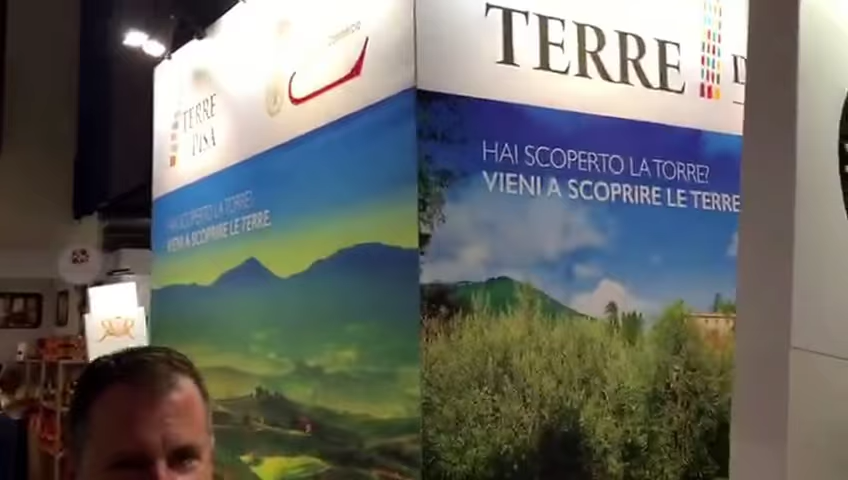 TERRE
PISA
HAI SCOPERTO LA TORRE?
VIENI A SCOPRIRE LE TERRE.
TERRE
D
HAI SCOPERTO LA TORRE?
VIENI A SCOPRIRE LE TERRE